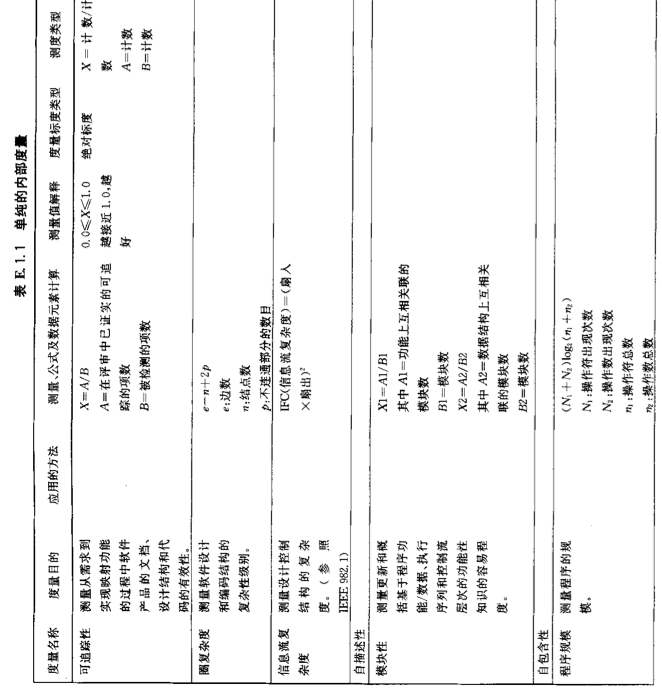 表 E.1.1 单纯的内部度量
度量名称 度量目的 应用的方法 测量、公式及数据元素计算 测量值解释 度量标度类型 测度类型
可追踪性
测量从需求到
实现映射功能
的过程中软件
产品的文档、
设计结构和代
码的有效性。
X=A/B
A=在评审中已证实的可追
踪的项数
B=被检测的项数
0.0≤X≤1.0
越接近 1.0,越
好
绝对标度
X = 计 数/计
数
A=计数
B=计数
圈复杂度
测量软件设计
和编码结构的
复杂性级别。
e−n+2p
e:边数
n:结点数
p:不连通部分的数目
信息流复
杂度
测量设计控制
结构的复杂
度。(参照
IEEE 982.1)
IFC(信息流复杂度)=(扇入
×扇出)²
自描述性
模块性
测量更新和概
括基于程序功
能/数据、执行
序列和控制流
层次的功能性
知识的容易程
度。
X1=A1/B1
其中 A1=功能上互相关联的
模块数
B1=模块数
X2=A2/B2
其中 A2=数据结构上互相关
联的模块数
B2=模块数
自包含性
程序规模
测量程序的规
模。
(N₁+N₂)log₂(n₁+n₂)
N₁:操作符出现次数
N₂:操作数出现次数
n₁:操作符总数
n₂:操作数总数